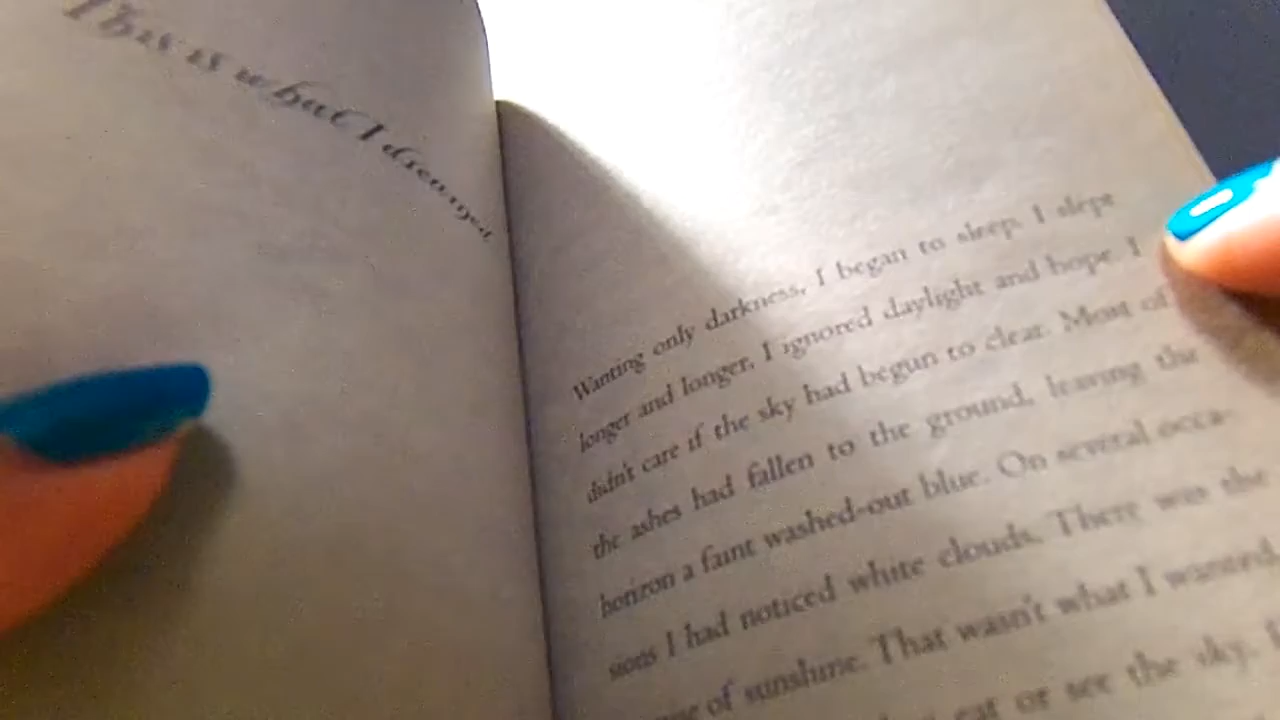 This is what I dreamed
Wanting only darkness, I began to sleep. I slept
longer and longer, I ignored daylight and hope. I
didn't care if the sky had begun to clear. Most of
the ashes had fallen to the ground, leaving the
horizon a faint washed-out blue. On several occa-
sions I had noticed white clouds. There was the
of sunshine. That wasn't what I wanted.
eat or see the sky. I